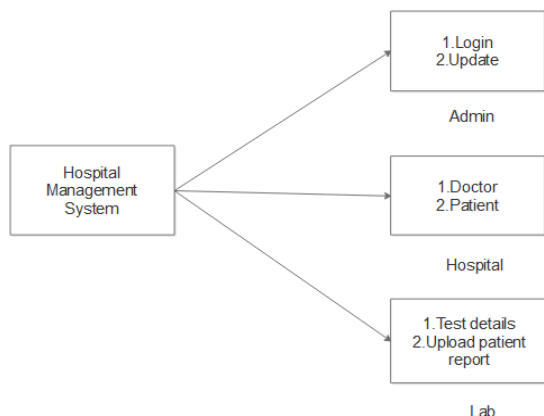 1.Login
2.Update
Admin
Hospital
Management
System
1.Doctor
2.Patient
Hospital
1.Test details
2.Upload patient
report
Lab